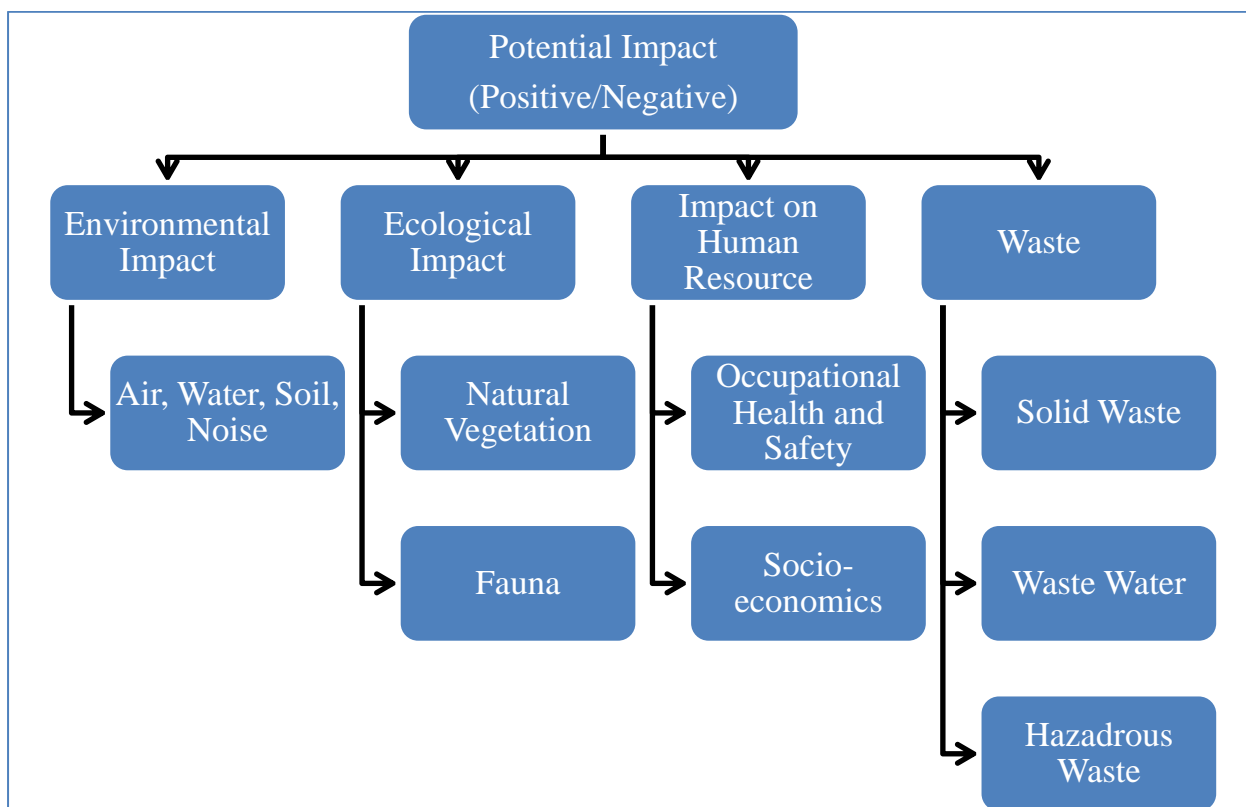 Potential Impact
(Positive/Negative)
Environmental
Impact
Ecological
Impact
Impact on
Human
Resource
Waste
Air, Water, Soil,
Noise
Natural
Vegetation
Occupational
Health and
Safety
Solid Waste
Fauna
Socio-
economics
Waste Water
Hazadrous
Waste